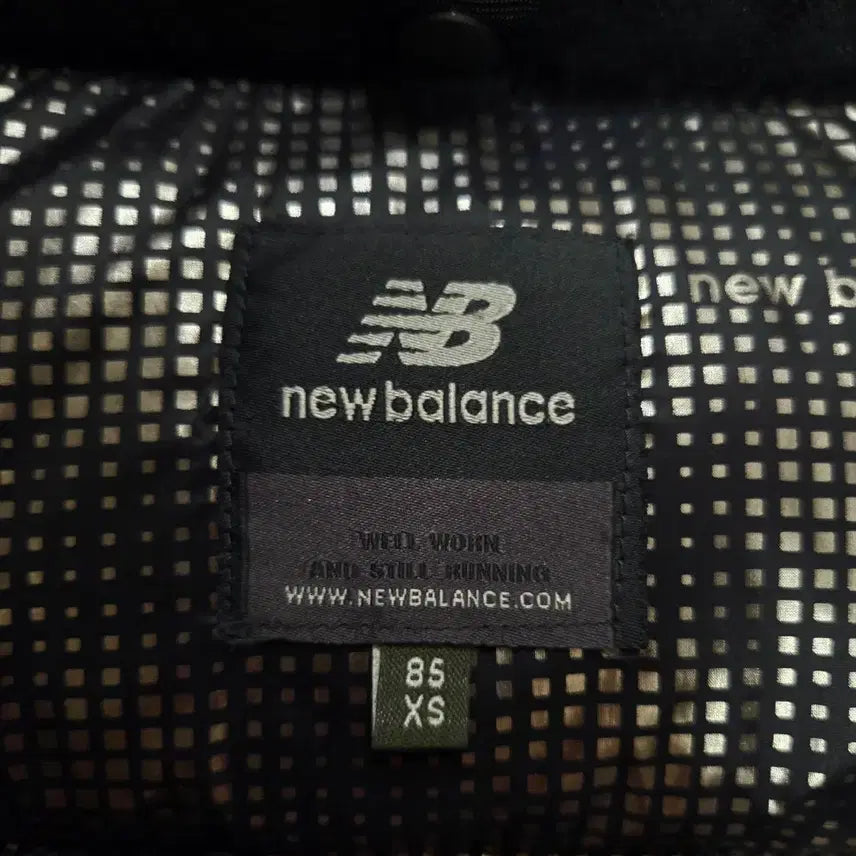 new b
NB
new balance
WELL WORN
AND STILL RUNNING
WWW.NEWBALANCE.COM
85
XS